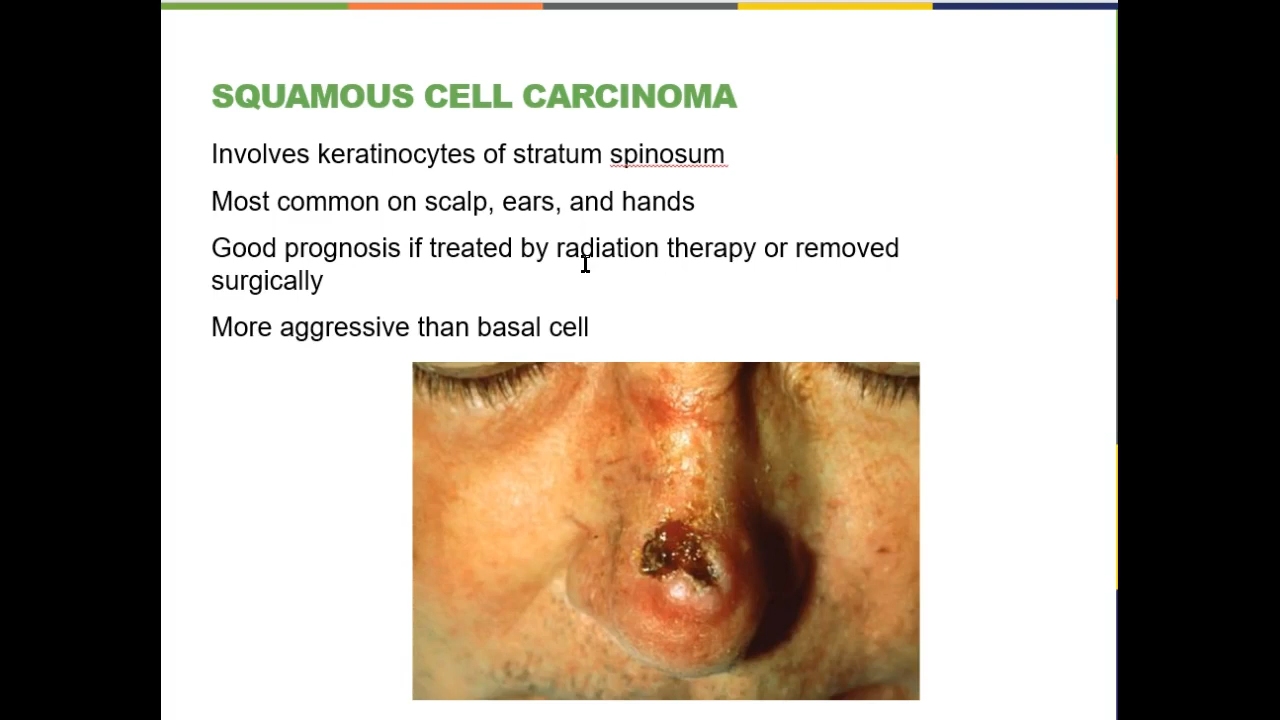 SQUAMOUS CELL CARCINOMA
Involves keratinocytes of stratum spinosum
Most common on scalp, ears, and hands
Good prognosis if treated by radiation therapy or removed
surgically
More aggressive than basal cell